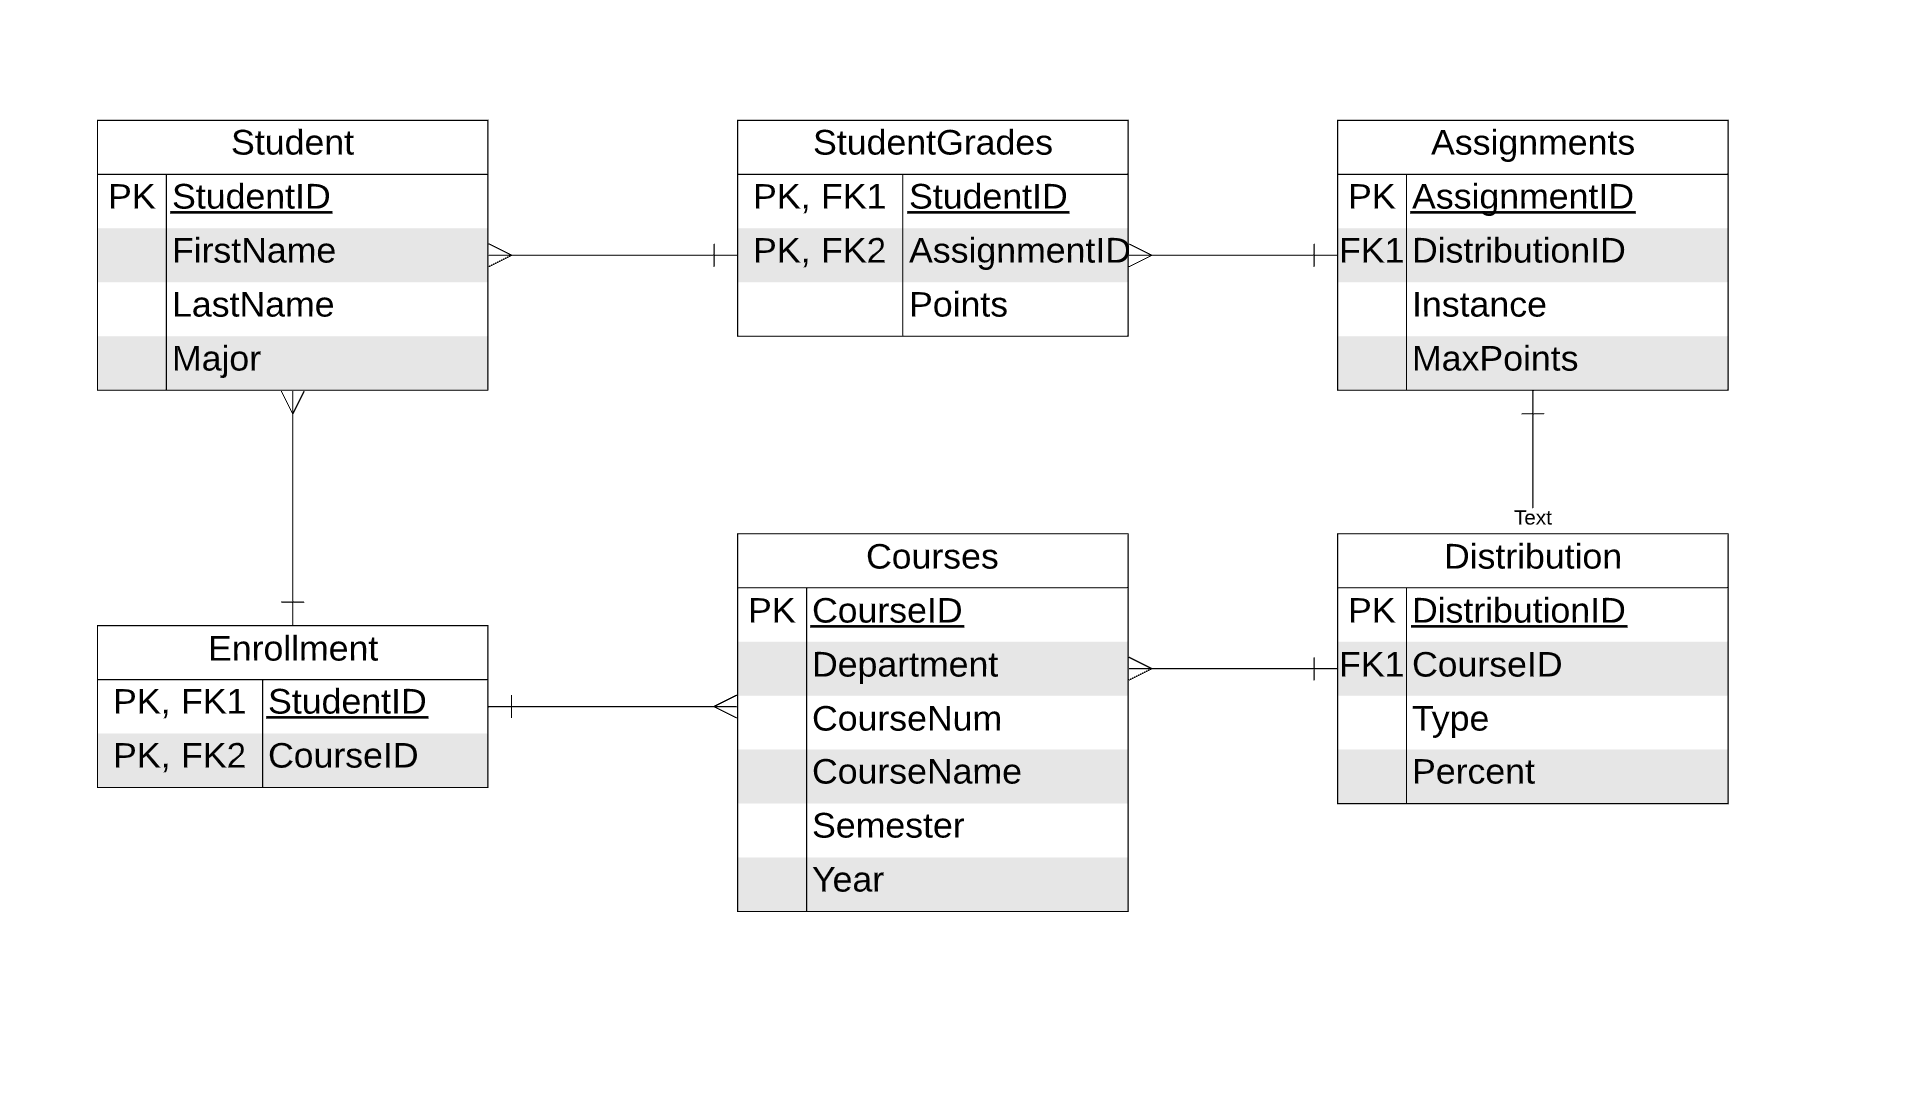 Student
PK StudentID
FirstName
LastName
Major
StudentGrades
PK, FK1 StudentID
PK, FK2 AssignmentID
Points
Assignments
PK AssignmentID
FK1 DistributionID
Instance
MaxPoints
Text
Enrollment
PK, FK1 StudentID
PK, FK2 CourseID
Courses
PK CourseID
Department
CourseNum
CourseName
Semester
Year
Distribution
PK DistributionID
FK1 CourseID
Type
Percent